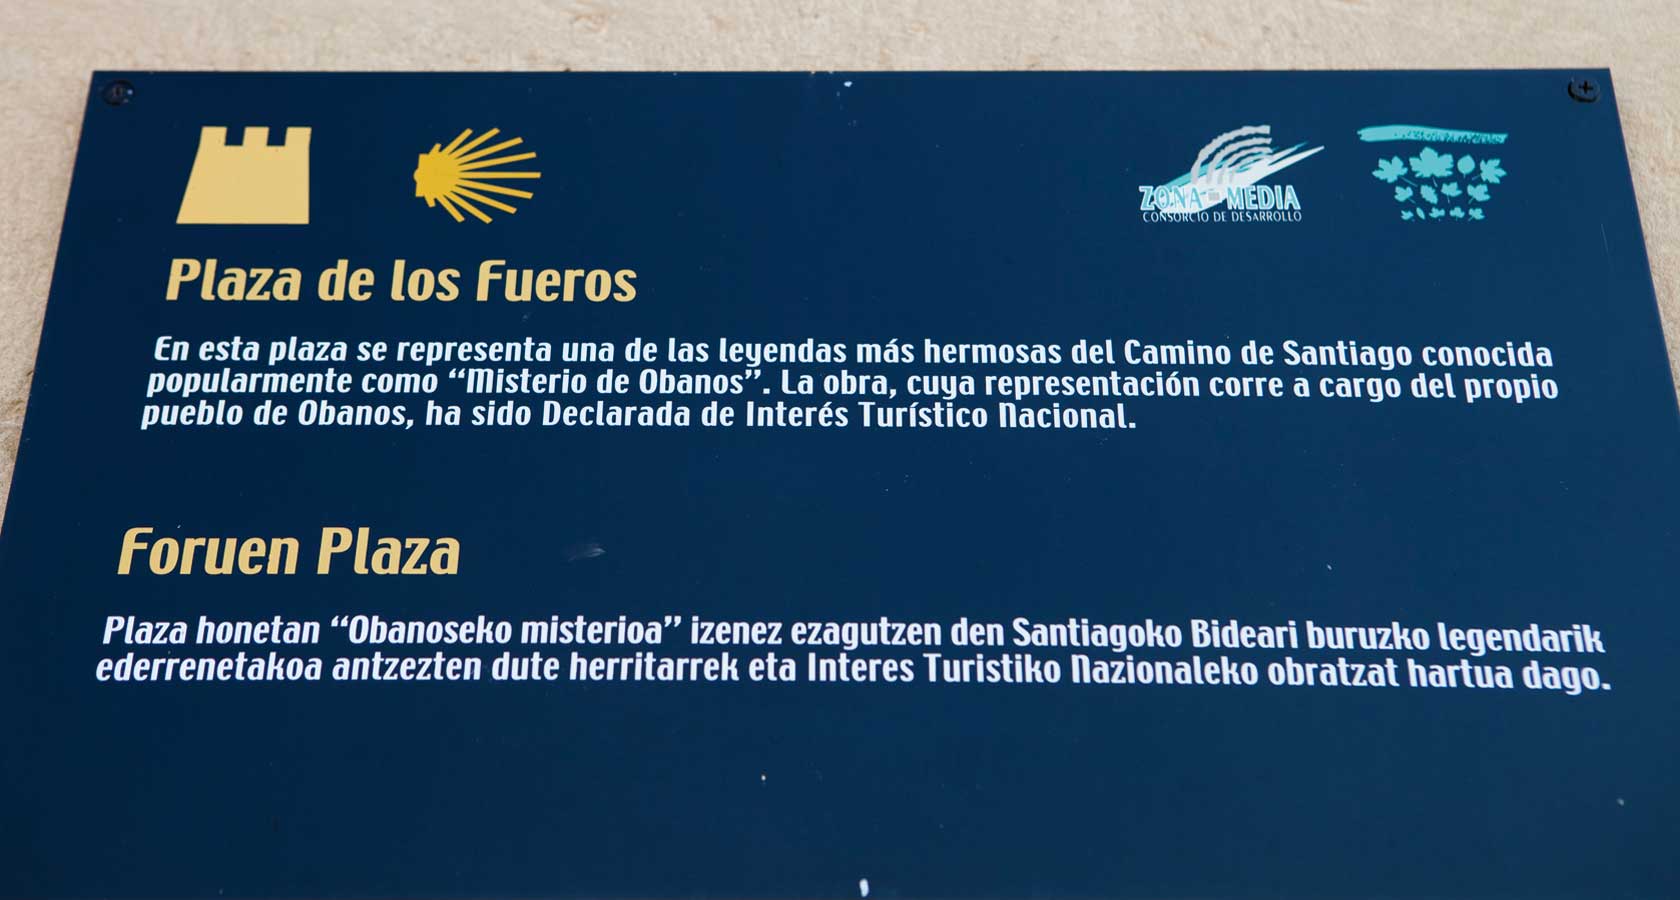 ZONA MEDIA
CONSORCIO DE DESARROLLO
Plaza de los Fueros
En esta plaza se representa una de las leyendas más hermosas del Camino de Santiago conocida
popularmente como “Misterio de Obanos”. La obra, cuya representación corre a cargo del propio
pueblo de Obanos, ha sido Declarada de Interés Turístico Nacional.
Foruen Plaza
Plaza honetan “Obanoseko misterioa” izenez ezagutzen den Santiagoko Bideari buruzko legendarik
ederrenetakoa antzezten dute herritarrek eta Interes Turistiko Nazionaleko obratzat hartua dago.